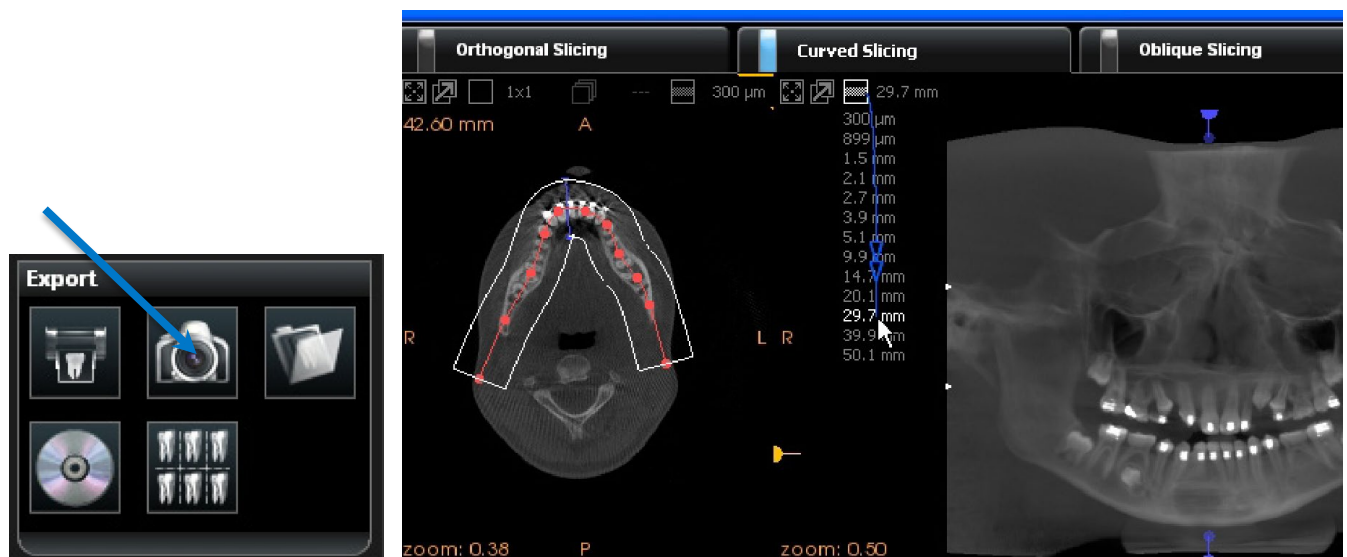 Export
Orthogonal Slicing
Curved Slicing
Oblique Slicing
1x1
---
300 µm
29.7 mm
42.60 mm
A
300 µm
899 µm
1.5 mm
2.1 mm
2.7 mm
3.9 mm
5.1 mm
9.9 mm
14.7 mm
20.1 mm
29.7 mm
39.9 mm
50.1 mm
R
L
R
zoom: 0.38
P
zoom: 0.50